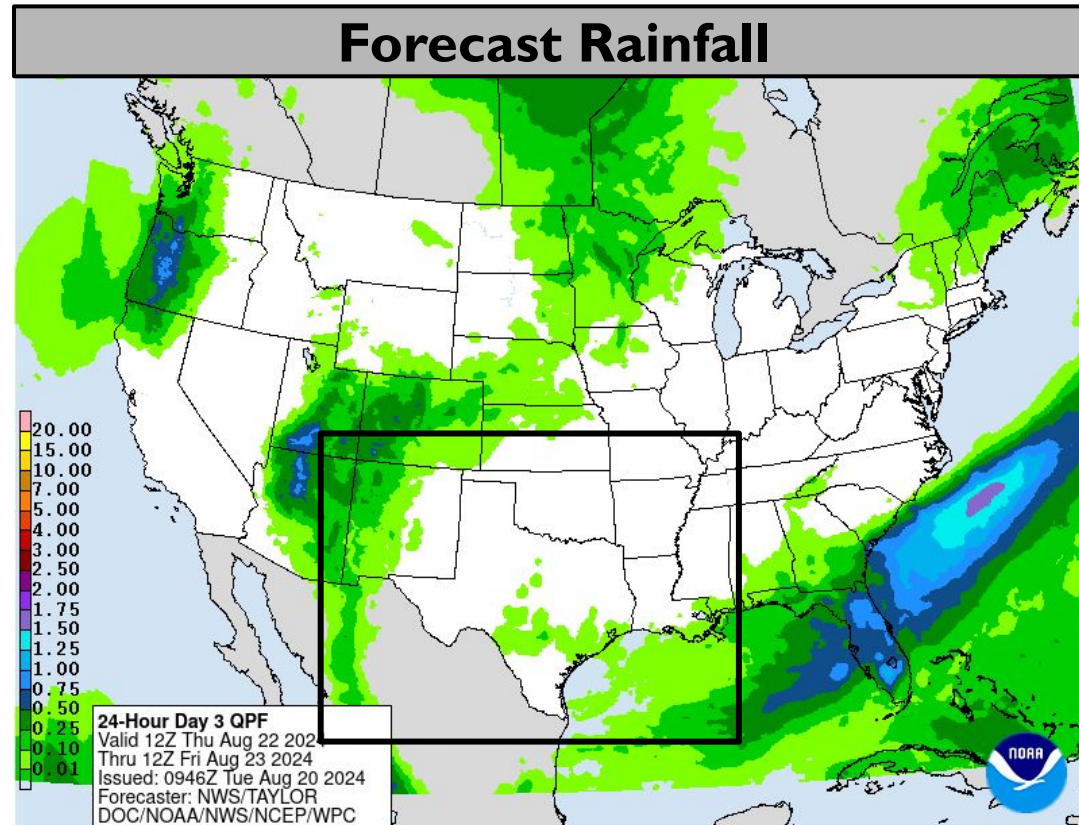 Forecast Rainfall
20.00
15.00
10.00
7.00
5.00
4.00
3.00
2.50
2.00
1.75
1.50
1.25
1.00
0.75
0.50
0.25
0.10
0.01
24-Hour Day 3 QPF
Valid 12Z Thu Aug 22 2024
Thru 12Z Fri Aug 23 2024
Issued: 0946Z Tue Aug 20 2024
Forecaster: NWS/TAYLOR
DOC/NOAA/NWS/NCEP/WPC
NOAA